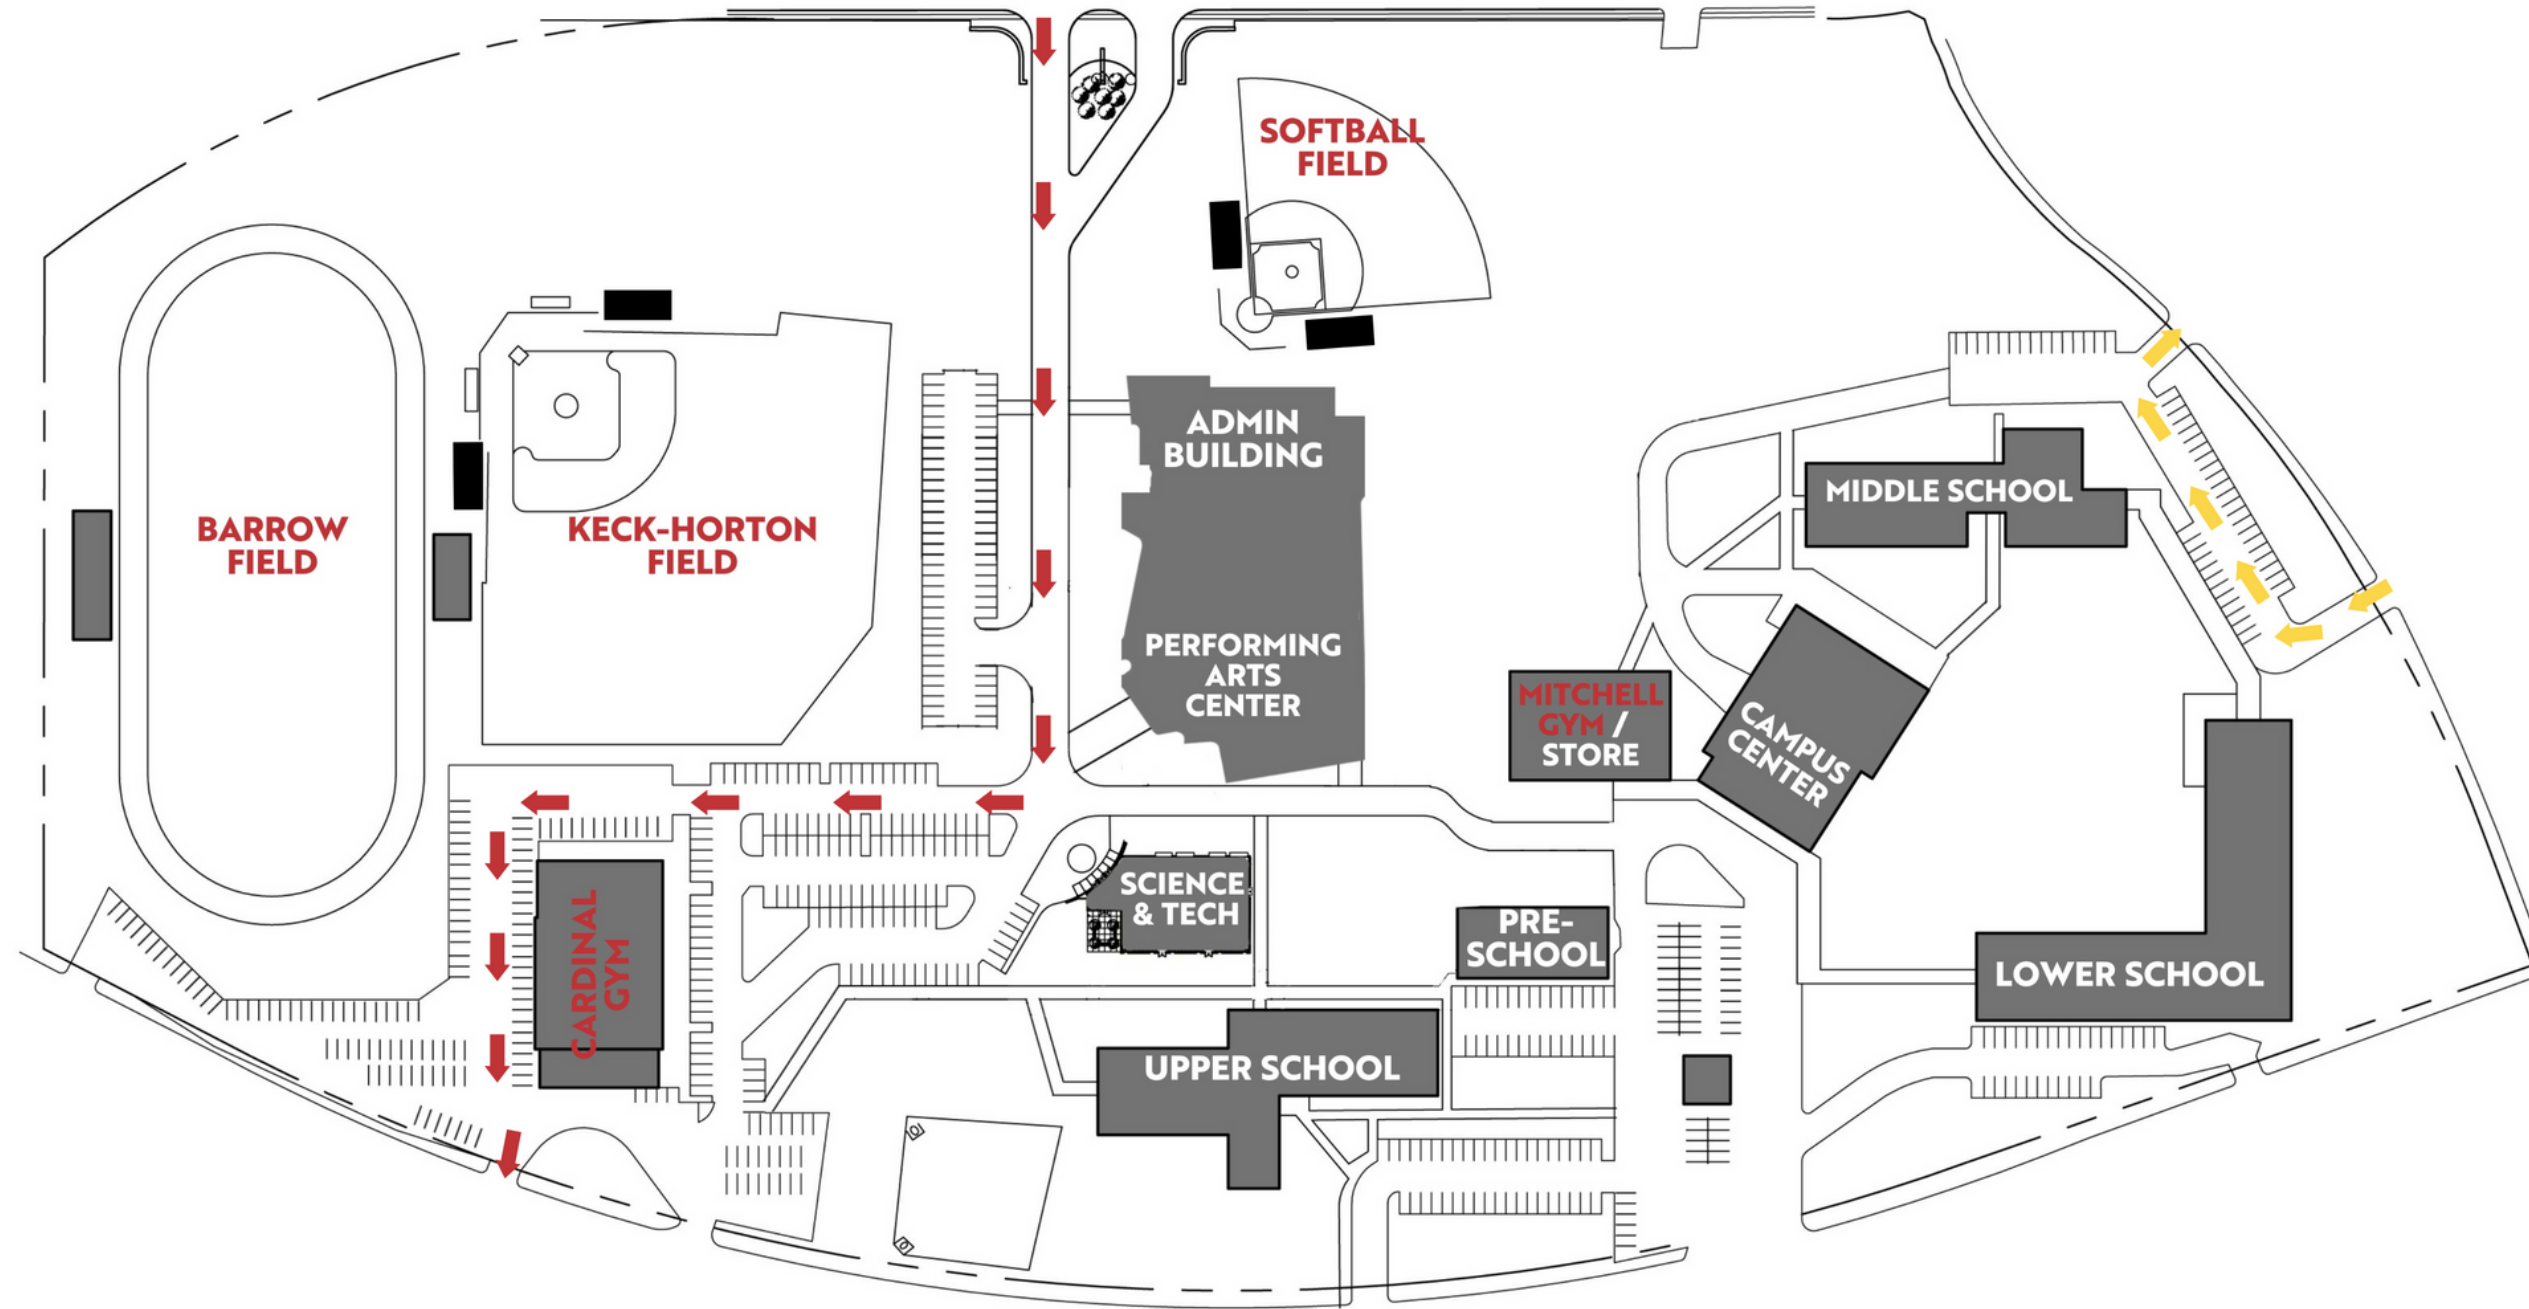 SOFTBALL
FIELD
ADMIN
BUILDING
MIDDLE SCHOOL
BARROW
FIELD
KECK-HORTON
FIELD
PERFORMING
ARTS
CENTER
MITCHELL
GYM /
STORE
CAMPUS
CENTER
CARDINAL
GYM
SCIENCE
& TECH
PRE-
SCHOOL
LOWER SCHOOL
UPPER SCHOOL